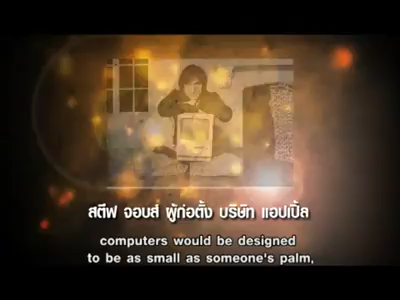 สตีฟ จอบส์ ผู้ก่อตั้ง บริษัท แอปเปิ้ล
computers would be designed
to be as small as someone's palm,